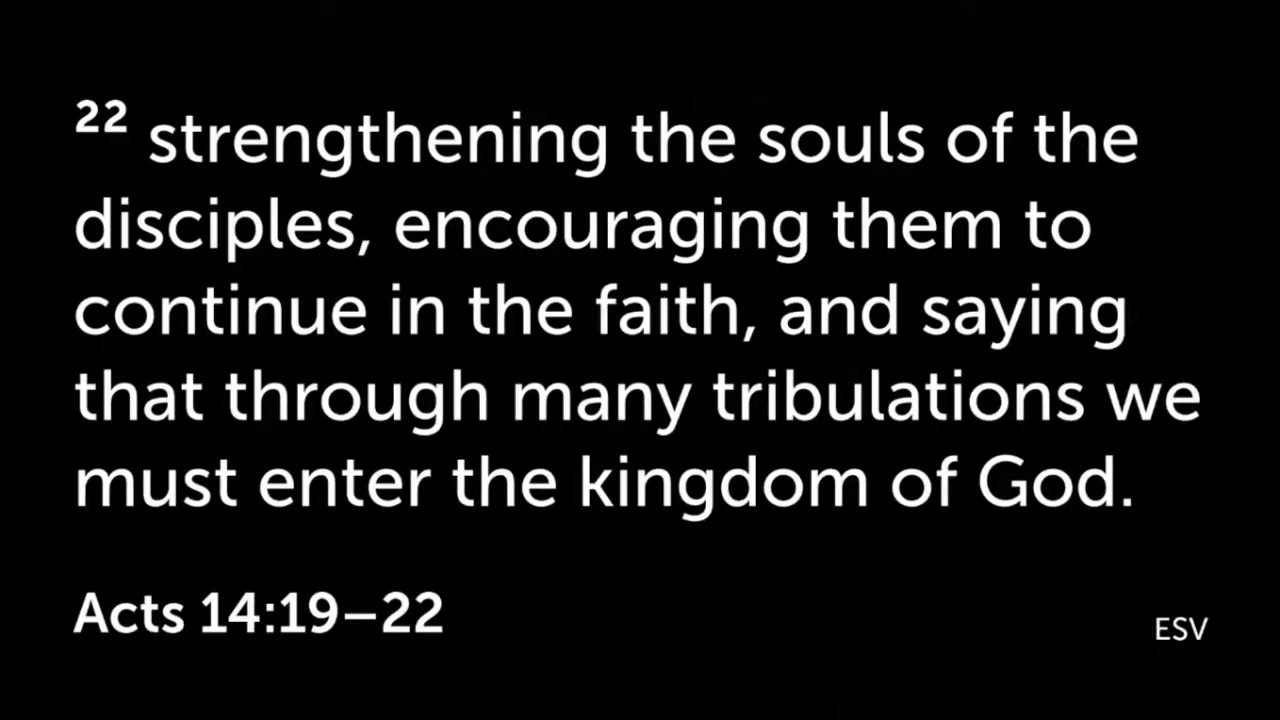 22 strengthening the souls of the
disciples, encouraging them to
continue in the faith, and saying
that through many tribulations we
must enter the kingdom of God.
Acts 14:19–22
ESV